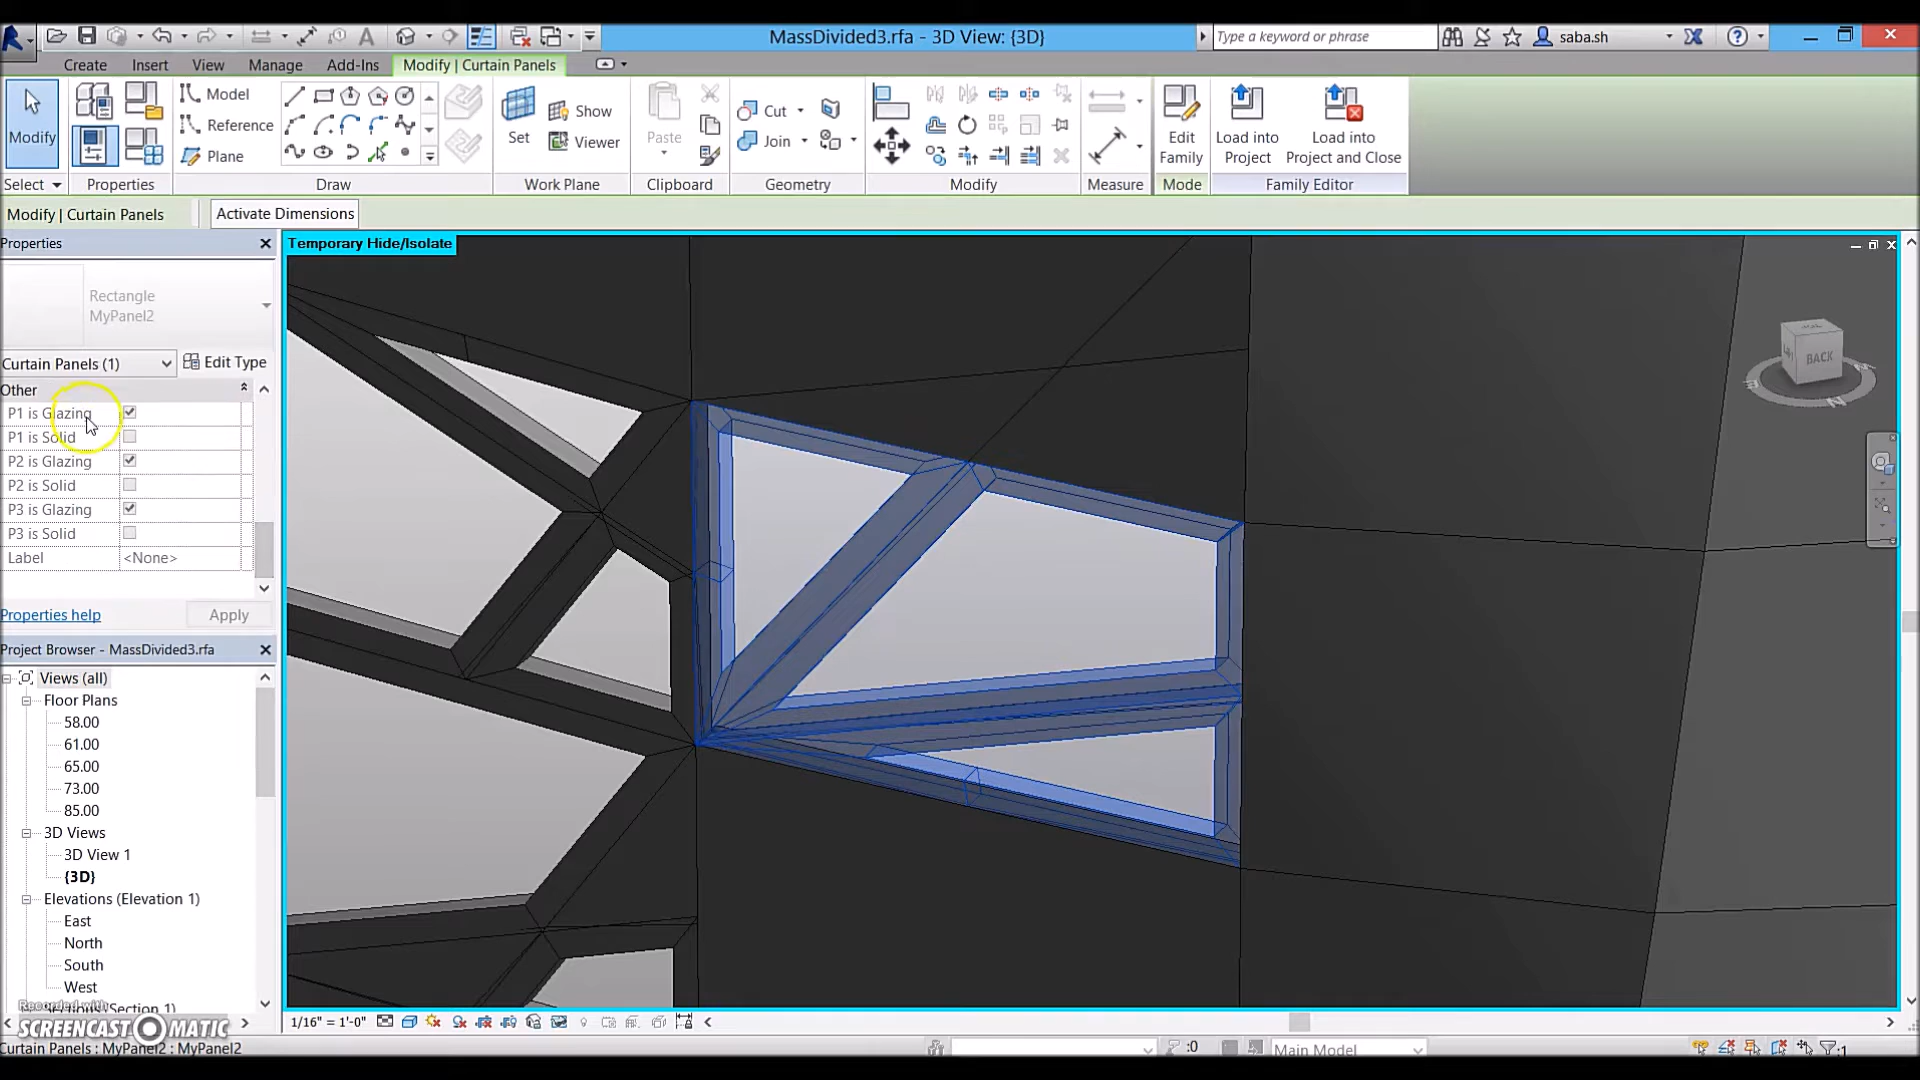 MassDivided3.rfa - 3D View: {3D}
Type a keyword or phrase
saba.sh
Create Insert View Manage Add-Ins Modify | Curtain Panels
Modify
Model
Reference
Plane
Set
Show
Viewer
Paste
Cut
Join
Edit Family
Load into Project
Load into Project and Close
Select Properties Draw Work Plane Clipboard Geometry Modify Measure Mode Family Editor
Modify | Curtain Panels Activate Dimensions
Properties
Temporary Hide/Isolate
Rectangle
MyPanel2
Curtain Panels (1) Edit Type
Other
P1 is Glazing
P1 is Solid
P2 is Glazing
P2 is Solid
P3 is Glazing
P3 is Solid
Label <None>
Properties help Apply
Project Browser - MassDivided3.rfa
Views (all)
Floor Plans
58.00
61.00
65.00
73.00
85.00
3D Views
3D View 1
{3D}
Elevations (Elevation 1)
East
North
South
West
Recorded with
(Section 1)
SCREENCAST MATIC
BACK
1/16" = 1'-0"
Curtain Panels : MyPanel2 : MyPanel2
:0
Main Model
:1